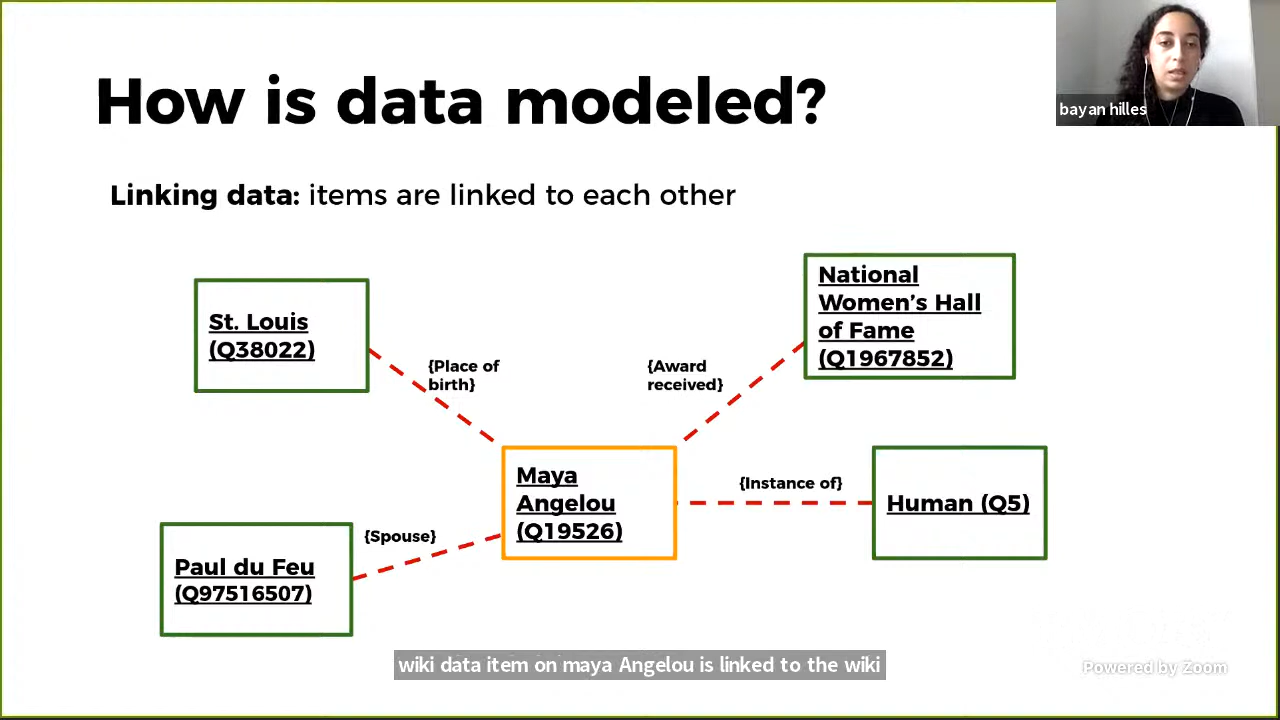 How is data modeled?
bayan hilles
Linking data: items are linked to each other
St. Louis
(Q38022)
National
Women’s Hall
of Fame
(Q1967852)
{Place of
birth}
{Award
received}
Maya
Angelou
(Q19526)
{Instance of}
Human (Q5)
{Spouse}
Paul du Feu
(Q97516507)
wiki data item on maya Angelou is linked to the wiki
Powered by Zoom